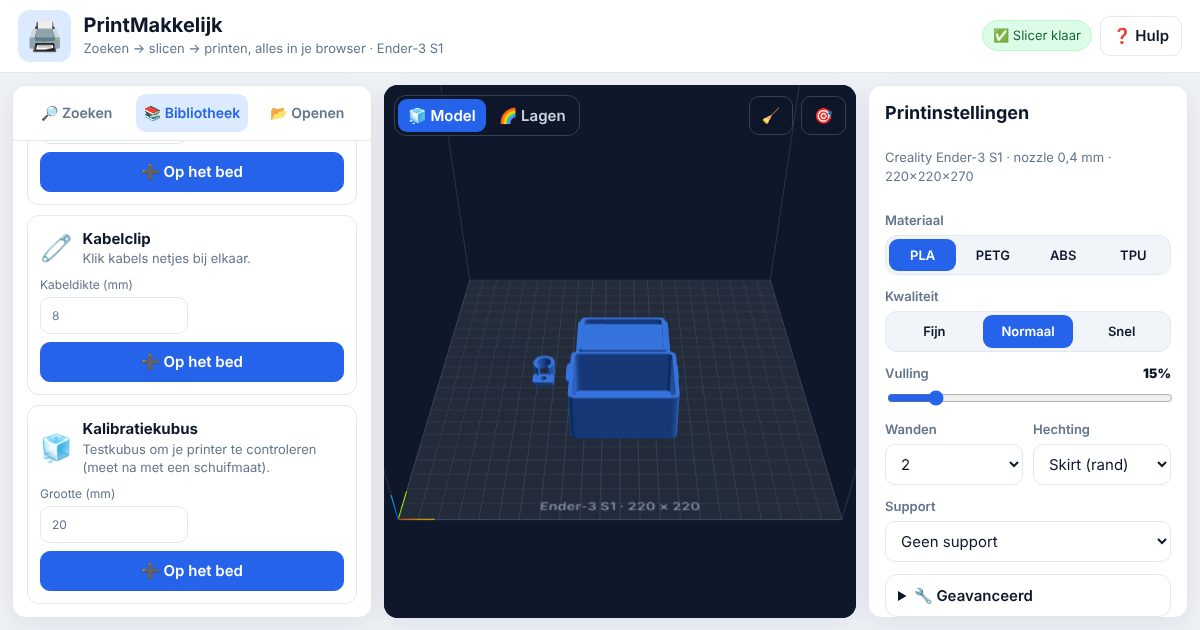 PrintMakkelijk
Zoeken → slicen → printen, alles in je browser · Ender-3 S1
✅ Slicer klaar
❓ Hulp
🔎 Zoeken
📚 Bibliotheek
📂 Openen
➕ Op het bed
Kabelclip
Klik kabels netjes bij elkaar.
Kabeldikte (mm)
8
➕ Op het bed
Kalibratiekubus
Testkubus om je printer te controleren
(meet na met een schuifmaat).
Grootte (mm)
20
➕ Op het bed
🧊 Model
🌈 Lagen
Ender-3 S1 · 220 × 220
Printinstellingen
Creality Ender-3 S1 · nozzle 0,4 mm ·
220×220×270
Materiaal
PLA
PETG
ABS
TPU
Kwaliteit
Fijn
Normaal
Snel
Vulling
15%
Wanden
Hechting
2
Skirt (rand)
Support
Geen support
▶ 🔧 Geavanceerd